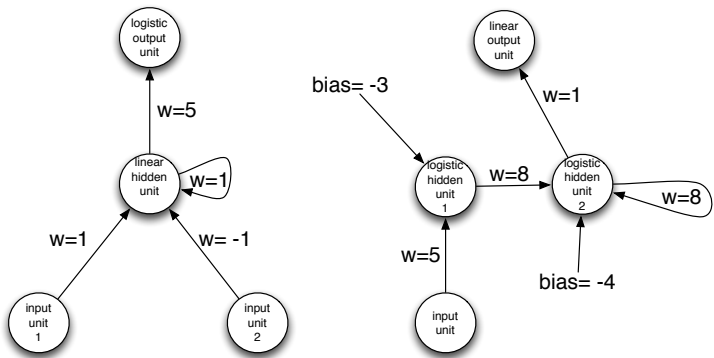 logistic
output
unit
w=5
linear
hidden
unit
w=1
w=1
w= -1
input
unit
1
input
unit
2
linear
output
unit
bias= -3
w=1
logistic
hidden
unit
1
w=8
logistic
hidden
unit
2
w=8
w=5
bias= -4
input
unit